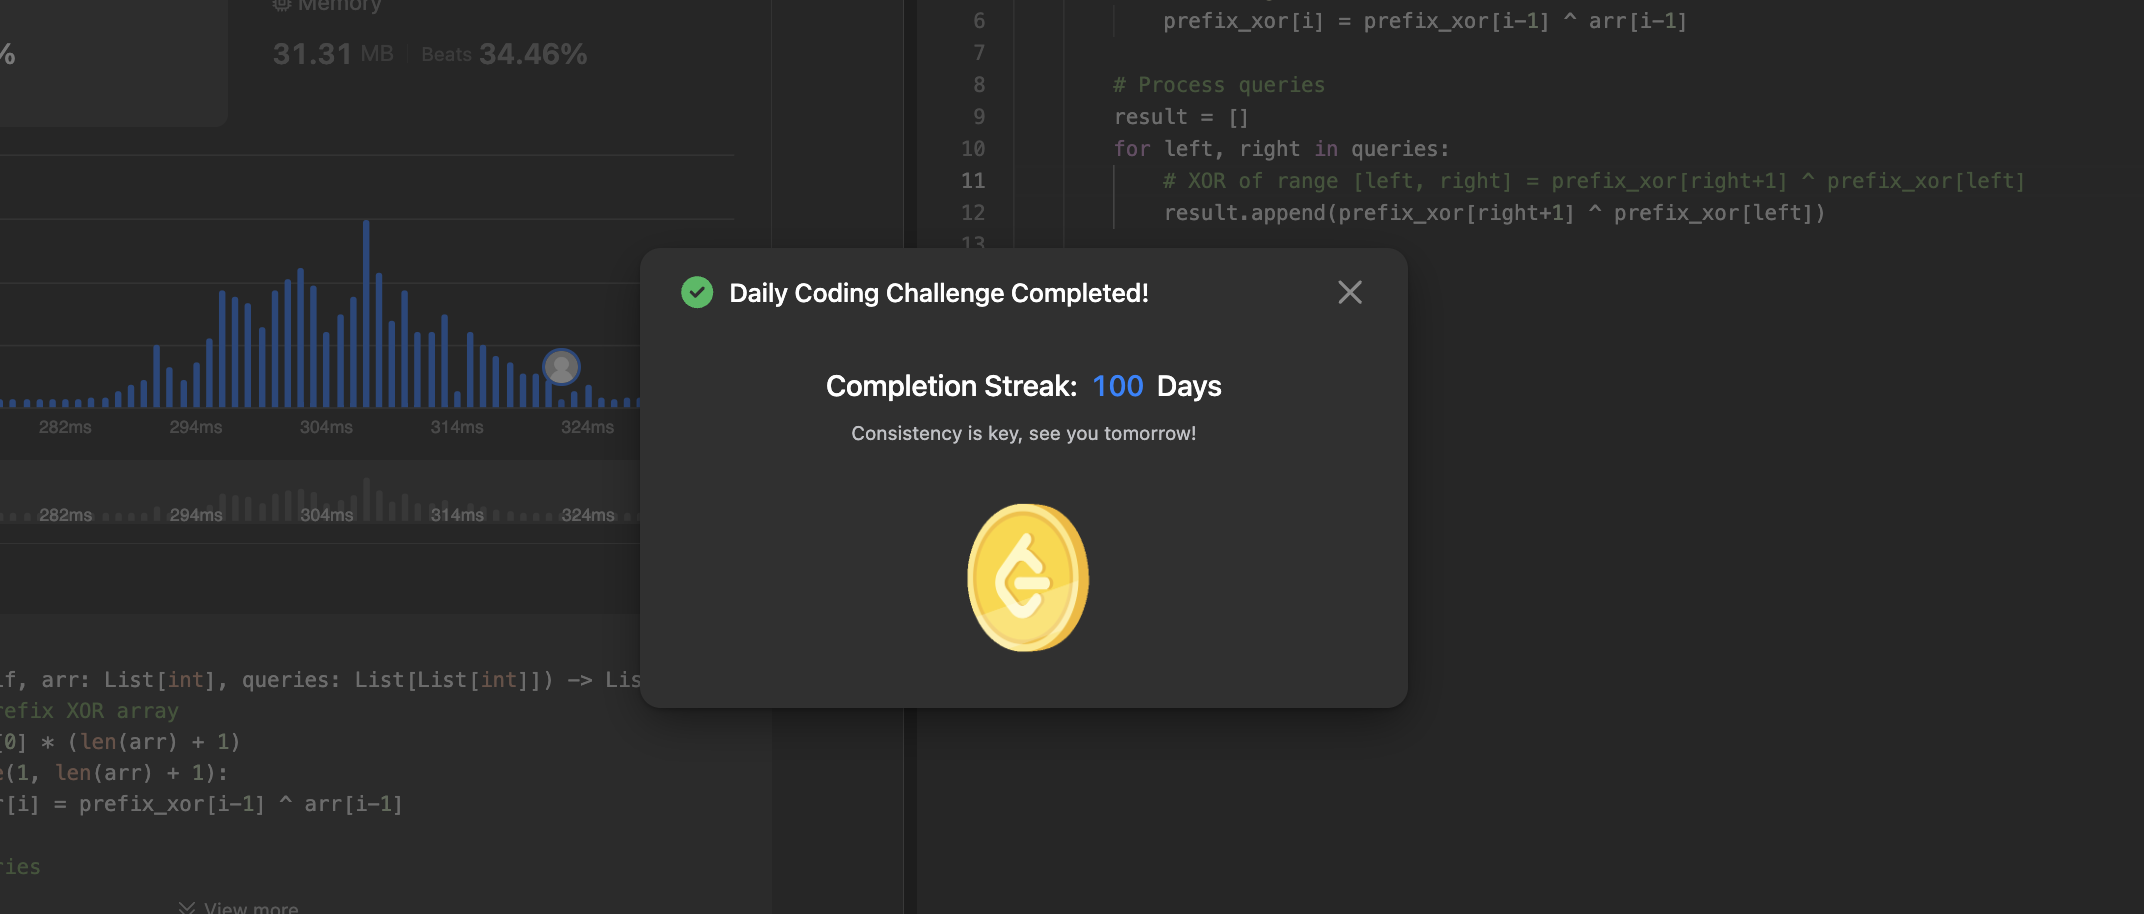 Memory
%
31.31 MB Beats 34.46%
282ms 294ms 304ms 314ms 324ms
282ms 294ms 304ms 314ms 324ms
lf, arr: List[int], queries: List[List[int]]) -> Lis
refix XOR array
[0] * (len(arr) + 1)
e(1, len(arr) + 1):
r[i] = prefix_xor[i-1] ^ arr[i-1]
ries
View more
6 prefix_xor[i] = prefix_xor[i-1] ^ arr[i-1]
7
8 # Process queries
9 result = []
10 for left, right in queries:
11 # XOR of range [left, right] = prefix_xor[right+1] ^ prefix_xor[left]
12 result.append(prefix_xor[right+1] ^ prefix_xor[left])
13
Daily Coding Challenge Completed!
Completion Streak: 100 Days
Consistency is key, see you tomorrow!